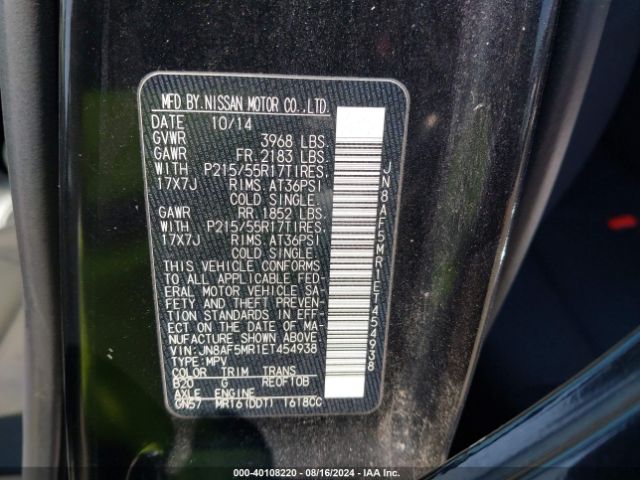 MFD BY.NISSAN MOTOR CO.,LTD.
DATE 10/14
GVWR 3968 LBS.
GAWR FR.2183 LBS.
WITH P215/55R17TIRES,
17X7J RIMS.AT36PSI
COLD SINGLE.
GAWR RR.1852 LBS.
WITH P215/55R17TIRES,
17X7J RIMS.AT36PSI
COLD SINGLE.
THIS VEHICLE CONFORMS
TO ALL APPLICABLE FED-
ERAL MOTOR VEHICLE SA-
FETY AND THEFT PREVEN-
TION STANDARDS IN EFF-
ECT ON THE DATE OF MA-
NUFACTURE SHOWN ABOVE.
VIN:JN8AF5MR1ET454938
TYPE:MPV
COLOR TRIM TRANS
B20 G RE0F10B
AXLE ENGINE
GN57 MR16(DDT) 1618CC
JN8AF5MR1ET454938
000-40108220 - 08/16/2024 - IAA Inc.